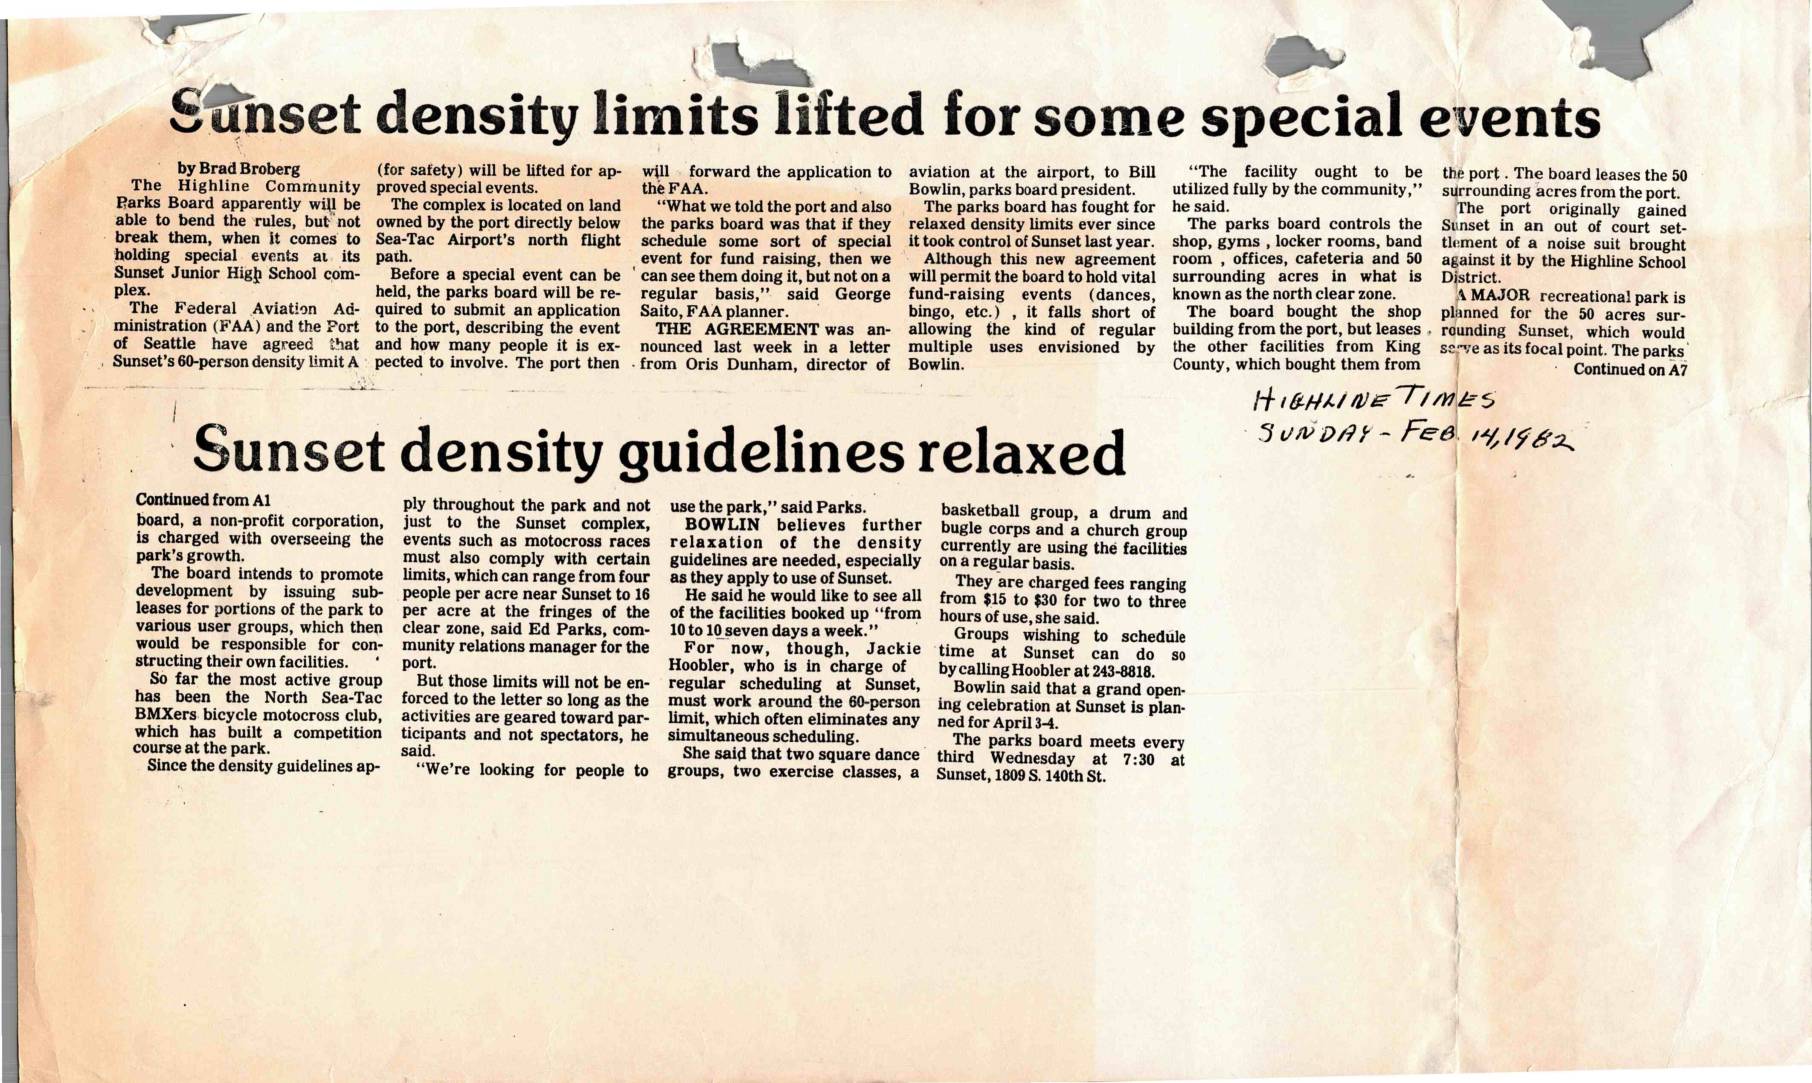 Sunset density limits lifted for some special events
by Brad Broberg
The Highline Community
Parks Board apparently will be
able to bend the rules, but not
break them, when it comes to
holding special events at its
Sunset Junior High School com-
plex.
The Federal Aviation Ad-
ministration (FAA) and the Port
of Seattle have agreed that
Sunset's 60-person density limit A
(for safety) will be lifted for ap-
proved special events.
The complex is located on land
owned by the port directly below
Sea-Tac Airport's north flight
path.
Before a special event can be
held, the parks board will be re-
quired to submit an application
to the port, describing the event
and how many people it is ex-
pected to involve. The port then
will forward the application to
the FAA.
"What we told the port and also
the parks board was that if they
schedule some sort of special
event for fund raising, then we
can see them doing it, but not on a
regular basis," said George
Saito, FAA planner.
THE AGREEMENT was an-
nounced last week in a letter
from Oris Dunham, director of
aviation at the airport, to Bill
Bowlin, parks board president.
The parks board has fought for
relaxed density limits ever since
it took control of Sunset last year.
Although this new agreement
will permit the board to hold vital
fund-raising events (dances,
bingo, etc.) , it falls short of
allowing the kind of regular
multiple uses envisioned by
Bowlin.
"The facility ought to be
utilized fully by the community,"
he said.
The parks board controls the
shop, gyms , locker rooms, band
room , offices, cafeteria and 50
surrounding acres in what is
known as the north clear zone.
The board bought the shop
building from the port, but leases
the other facilities from King
County, which bought them from
the port . The board leases the 50
surrounding acres from the port.
The port originally gained
Sunset in an out of court set-
tlement of a noise suit brought
against it by the Highline School
District.
A MAJOR recreational park is
planned for the 50 acres sur-
rounding Sunset, which would
serve as its focal point. The parks
Continued on A7
HIGHLINE TIMES
SUNDAY - FEB. 14, 1982
Sunset density guidelines relaxed
Continued from A1
board, a non-profit corporation,
is charged with overseeing the
park's growth.
The board intends to promote
development by issuing sub-
leases for portions of the park to
various user groups, which then
would be responsible for con-
structing their own facilities.
So far the most active group
has been the North Sea-Tac
BMXers bicycle motocross club,
which has built a competition
course at the park.
Since the density guidelines ap-
ply throughout the park and not
just to the Sunset complex,
events such as motocross races
must also comply with certain
limits, which can range from four
people per acre near Sunset to 16
per acre at the fringes of the
clear zone, said Ed Parks, com-
munity relations manager for the
port.
But those limits will not be en-
forced to the letter so long as the
activities are geared toward par-
ticipants and not spectators, he
said.
"We're looking for people to
use the park," said Parks.
BOWLIN believes further
relaxation of the density
guidelines are needed, especially
as they apply to use of Sunset.
He said he would like to see all
of the facilities booked up "from
10 to 10 seven days a week."
For now, though, Jackie
Hoobler, who is in charge of
regular scheduling at Sunset,
must work around the 60-person
limit, which often eliminates any
simultaneous scheduling.
She said that two square dance
groups, two exercise classes, a
basketball group, a drum and
bugle corps and a church group
currently are using the facilities
on a regular basis.
They are charged fees ranging
from $15 to $30 for two to three
hours of use, she said.
Groups wishing to schedule
time at Sunset can do so
by calling Hoobler at 243-8818.
Bowlin said that a grand open-
ing celebration at Sunset is plan-
ned for April 3-4.
The parks board meets every
third Wednesday at 7:30 at
Sunset, 1809 S. 140th St.